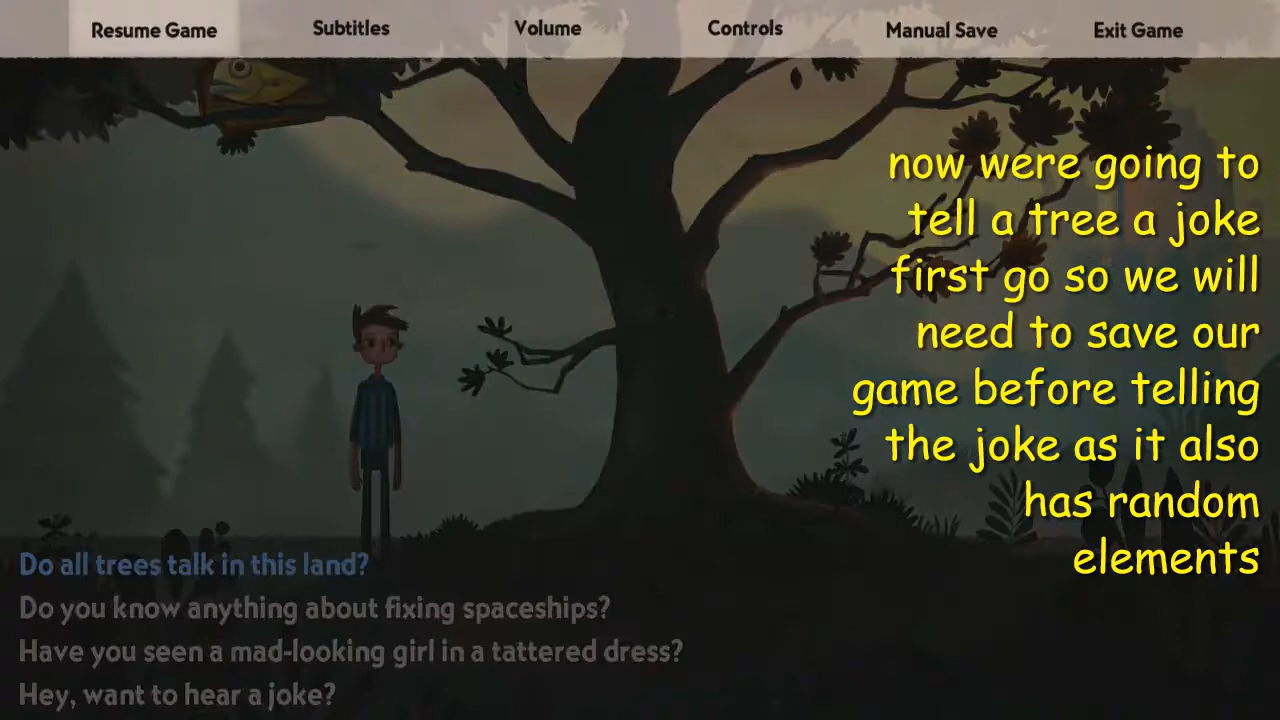 Resume Game Subtitles Volume Controls Manual Save Exit Game
now were going to
tell a tree a joke
first go so we will
need to save our
game before telling
the joke as it also
has random
elements
Do all trees talk in this land?
Do you know anything about fixing spaceships?
Have you seen a mad-looking girl in a tattered dress?
Hey, want to hear a joke?